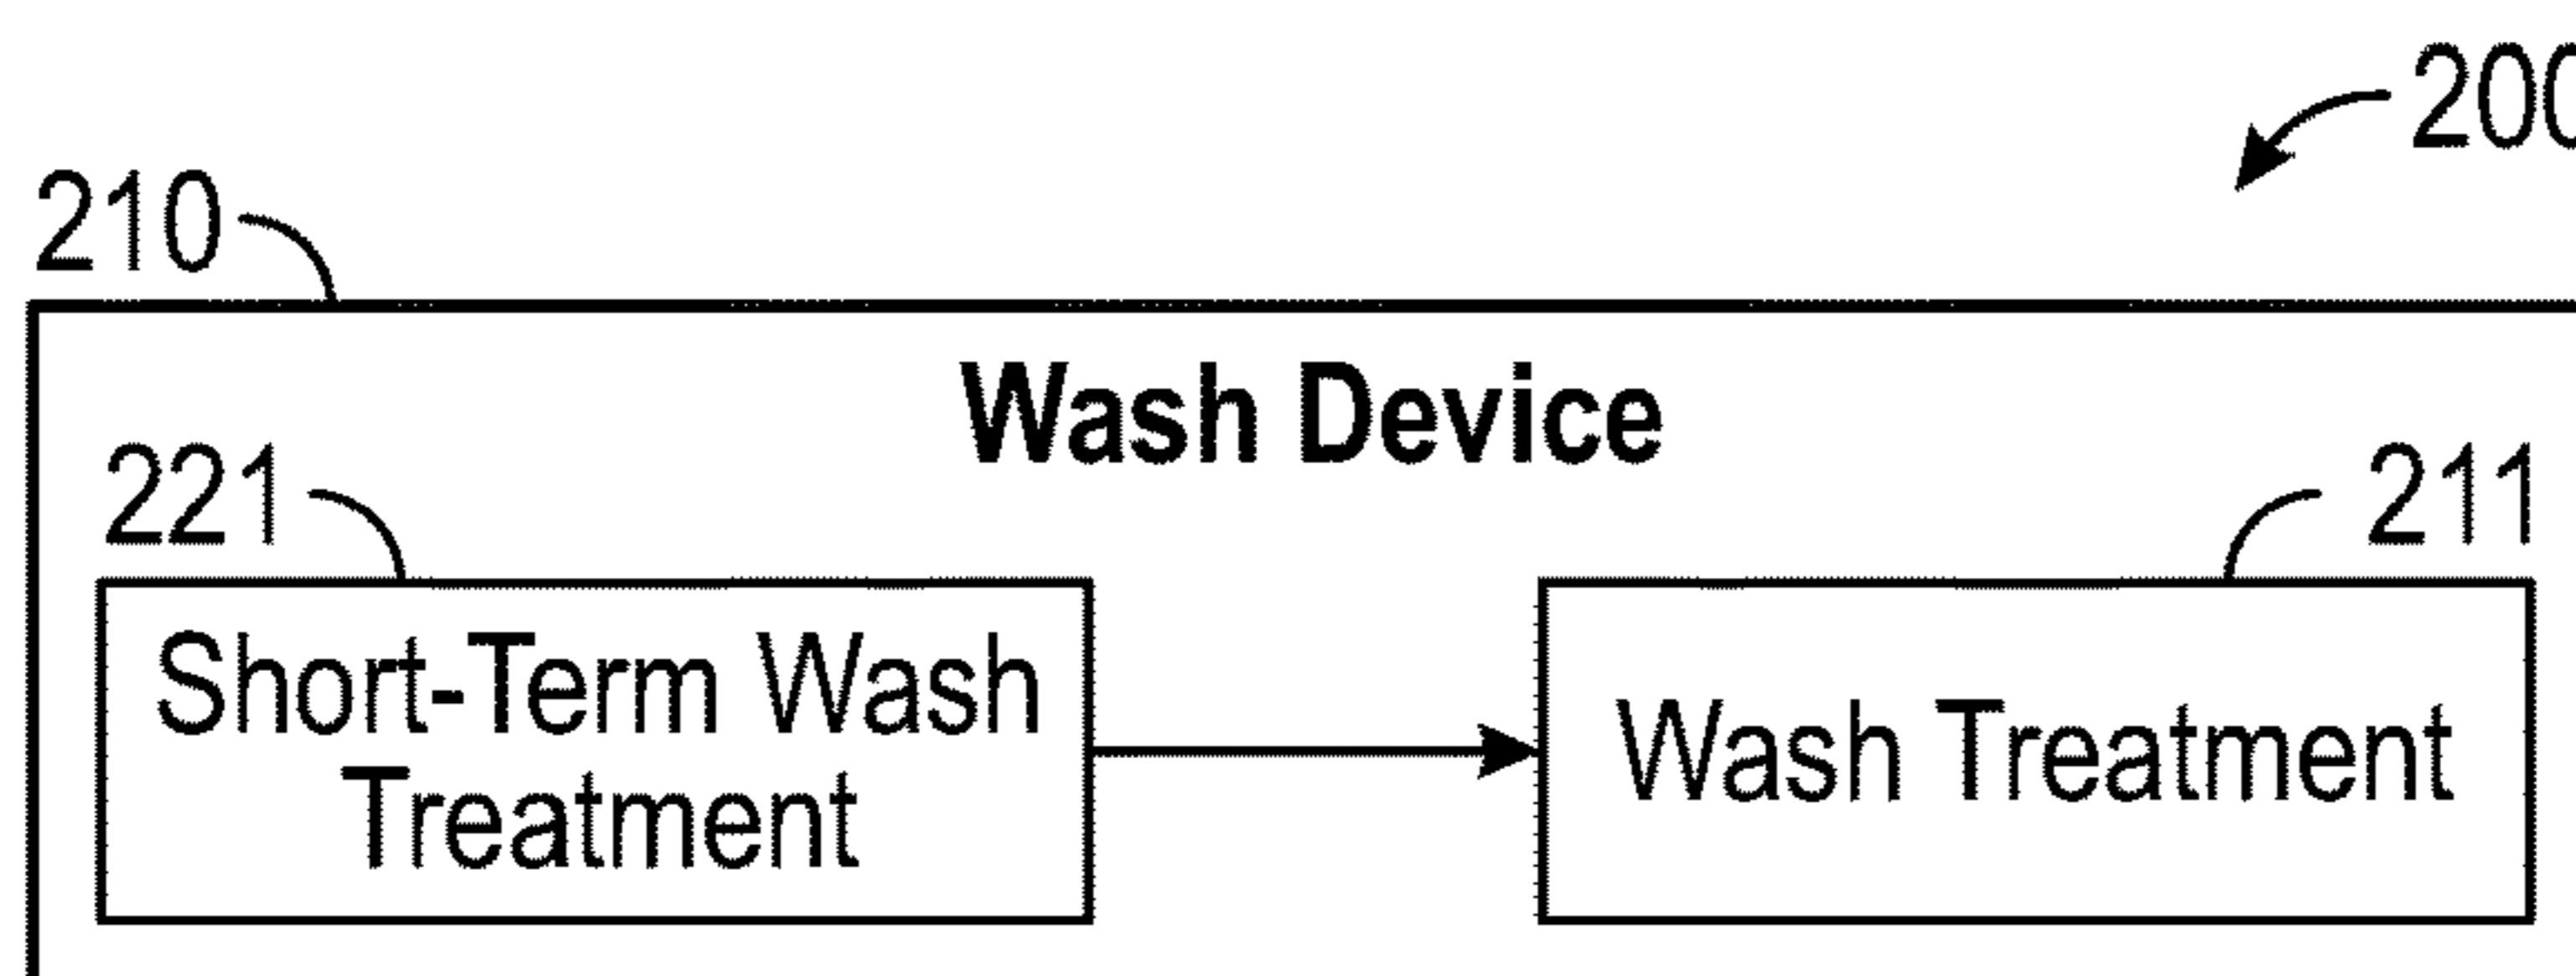 200
210
Wash Device
221
211
Short-Term Wash
Treatment
Wash Treatment